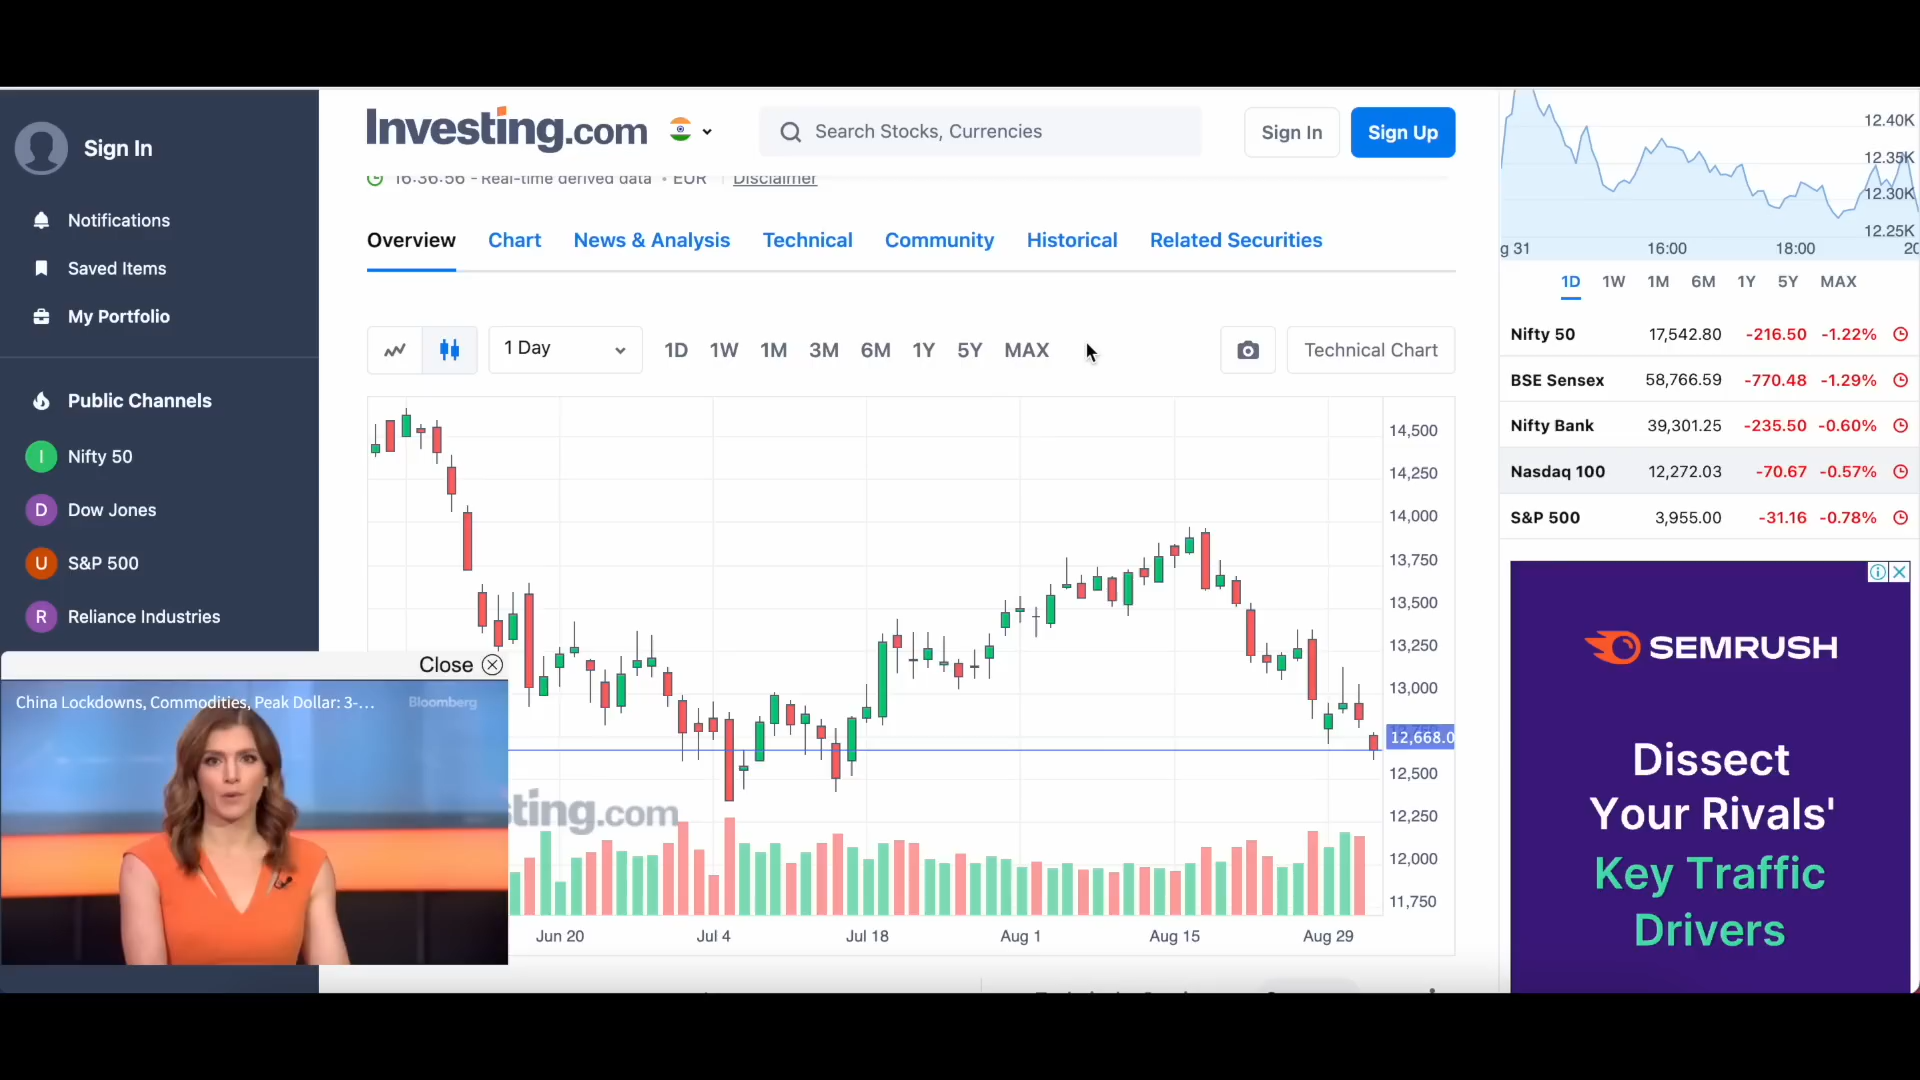 Sign In
Notifications
Saved Items
My Portfolio
Public Channels
I Nifty 50
D Dow Jones
U S&P 500
R Reliance Industries
Close
China Lockdowns, Commodities, Peak Dollar: 3-...
Bloomberg
Investing.com
Search Stocks, Currencies
Sign In
Sign Up
16:36:56 - Real-time derived data • EUR Disclaimer
Overview Chart News & Analysis Technical Community Historical Related Securities
1 Day
1D 1W 1M 3M 6M 1Y 5Y MAX
Technical Chart
14,500
14,250
14,000
13,750
13,500
13,250
13,000
12,668.0
12,500
12,250
12,000
11,750
sting.com
Jun 20 Jul 4 Jul 18 Aug 1 Aug 15 Aug 29
12.40K
12.35K
12.30K
12.25K
g 31 16:00 18:00 20
1D 1W 1M 6M 1Y 5Y MAX
Nifty 50 17,542.80 -216.50 -1.22%
BSE Sensex 58,766.59 -770.48 -1.29%
Nifty Bank 39,301.25 -235.50 -0.60%
Nasdaq 100 12,272.03 -70.67 -0.57%
S&P 500 3,955.00 -31.16 -0.78%
SEMRUSH
Dissect
Your Rivals'
Key Traffic
Drivers